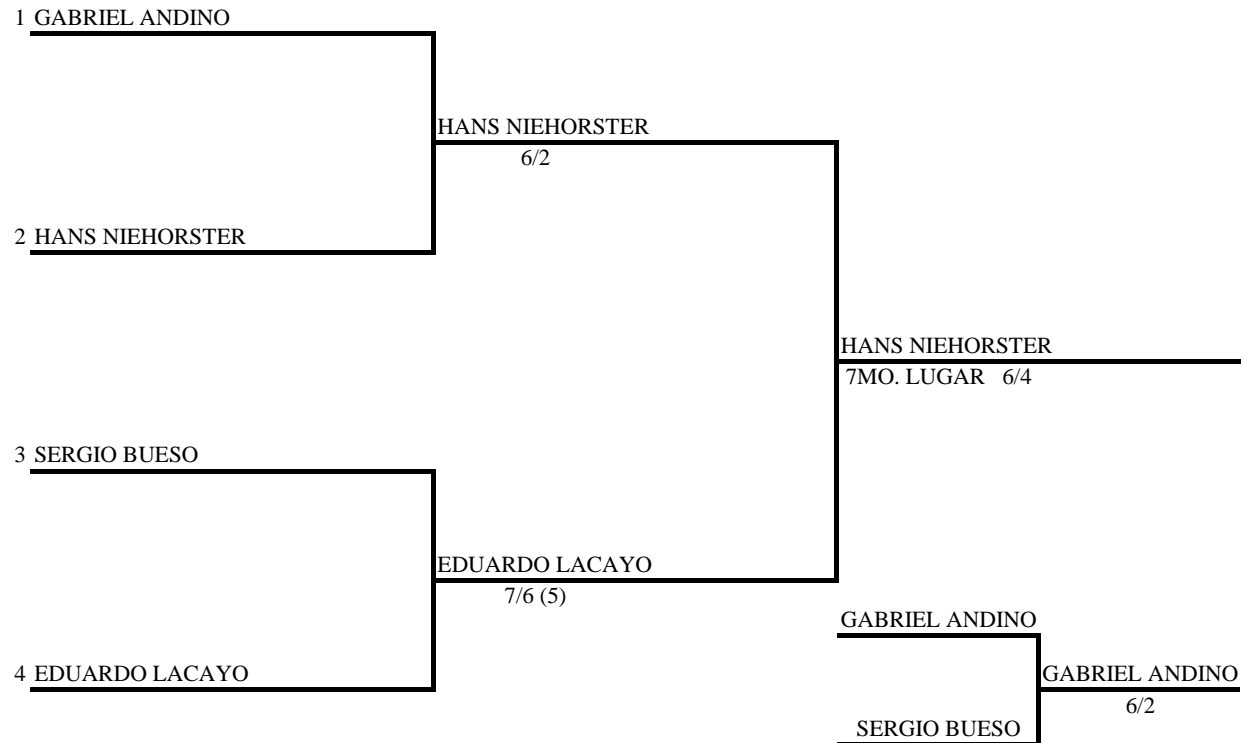 1 GABRIEL ANDINO
HANS NIEHORSTER
6/2
2 HANS NIEHORSTER
HANS NIEHORSTER
7MO. LUGAR 6/4
3 SERGIO BUESO
EDUARDO LACAYO
7/6 (5)
GABRIEL ANDINO
4 EDUARDO LACAYO
GABRIEL ANDINO
6/2
SERGIO BUESO